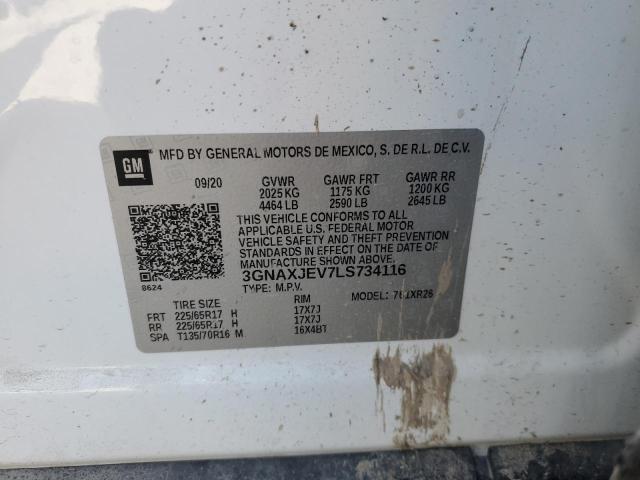 GM
MFD BY GENERAL MOTORS DE MEXICO, S. DE R.L. DE C.V.
09/20 GVWR GAWR FRT GAWR RR
2025 KG 1175 KG 1200 KG
4464 LB 2590 LB 2645 LB
THIS VEHICLE CONFORMS TO ALL
APPLICABLE U.S. FEDERAL MOTOR
VEHICLE SAFETY AND THEFT PREVENTION
STANDARDS IN EFFECT ON THE DATE OF
MANUFACTURE SHOWN ABOVE.
3GNAXJEV7LS734116
8624
TYPE: M.P.V. MODEL:
TIRE SIZE RIM
FRT 225/65R17 H 17X7J
RR 225/65R17 H 17X7J
SPA T135/70R16 M 16X4BT